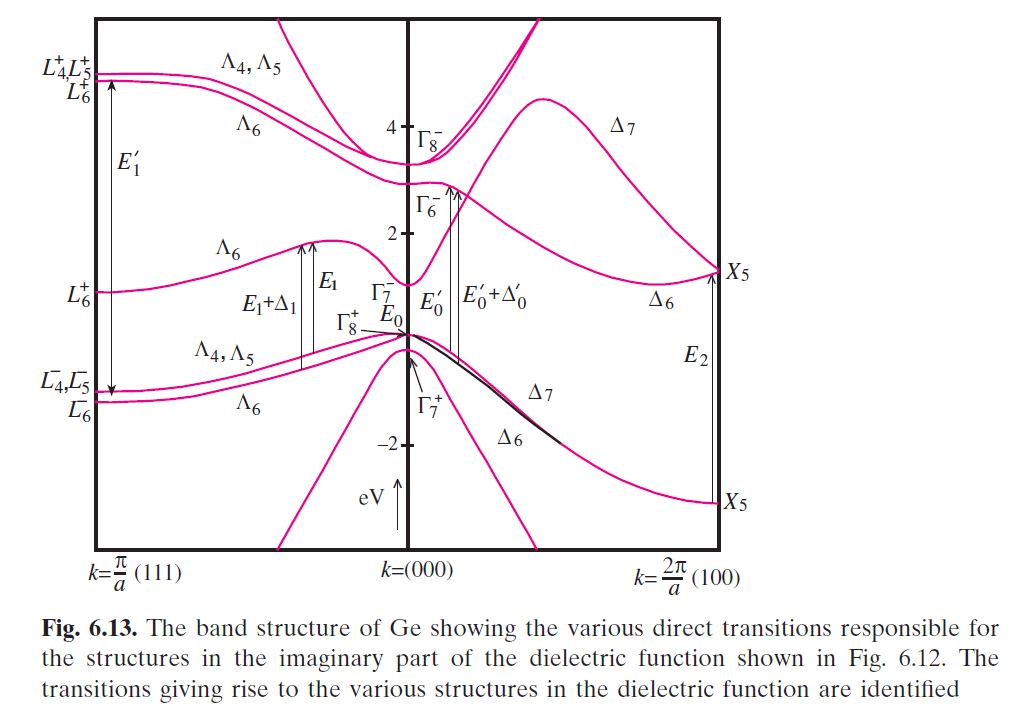 L₄⁺,L₅⁺
L₆⁺
Λ₄, Λ₅
Λ₆
E₁′
4
Γ₈⁻
Δ₇
Γ₆⁻
2
Λ₆
L₆⁺
E₁+Δ₁
E₁
Γ₇⁻
E₀
Γ₈⁺
E₀′
E₀′+Δ₀′
Δ₆
X₅
E₂
Λ₄, Λ₅
L₄⁻,L₅⁻
L₆⁻
Λ₆
Γ₇⁺
Δ₇
Δ₆
−2
eV
X₅
k=π/a (111)
k=(000)
k=2π/a (100)
Fig. 6.13. The band structure of Ge showing the various direct transitions responsible for
the structures in the imaginary part of the dielectric function shown in Fig. 6.12. The
transitions giving rise to the various structures in the dielectric function are identified